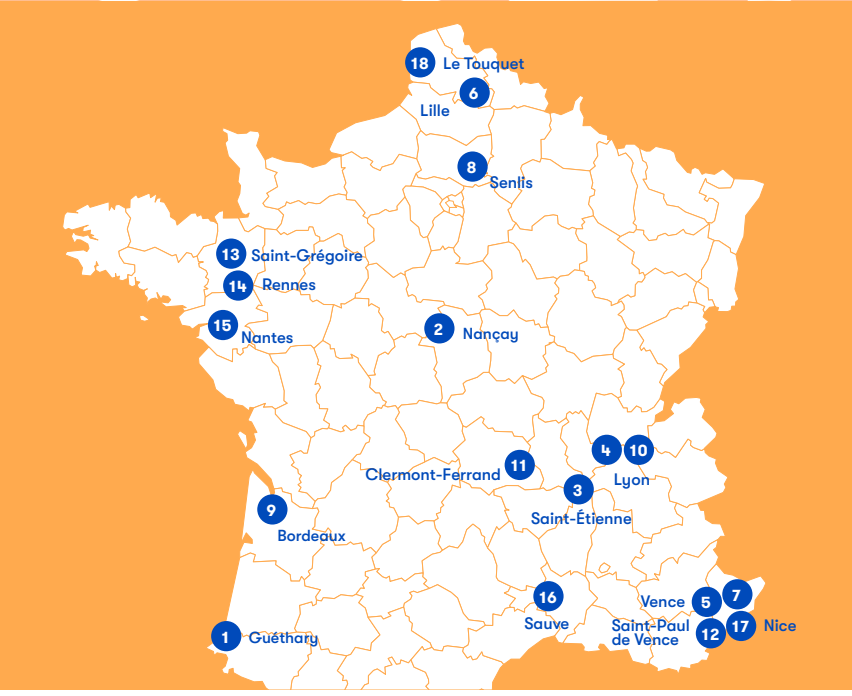 18 Le Touquet
6
Lille
8
Senlis
13 Saint-Grégoire
14 Rennes
15
Nantes
2 Nançay
4 10
Lyon
11
Clermont-Ferrand
3
Saint-Étienne
9
Bordeaux
16
Sauve
Vence 5 7
Saint-Paul
de Vence 12
17 Nice
1 Guéthary